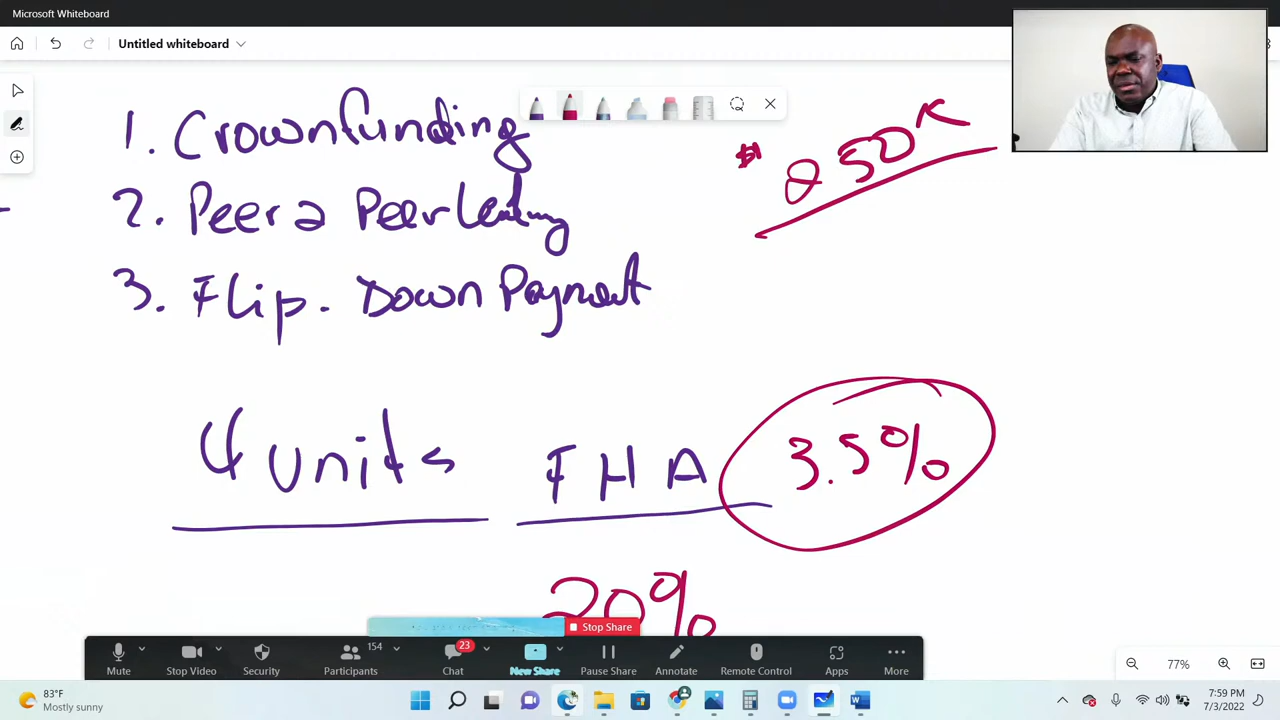 Microsoft Whiteboard
Untitled whiteboard
1. Crownfunding
2. Peer 2 Peer Lending
3. Flip. Down Payment
850K
4 units FHA 3.5%
20%
Stop Share
154
23
Mute
Stop Video
Security
Participants
Chat
New Share
Pause Share
Annotate
Remote Control
Apps
More
77%
83°F
Mostly sunny
7:59 PM
7/3/2022